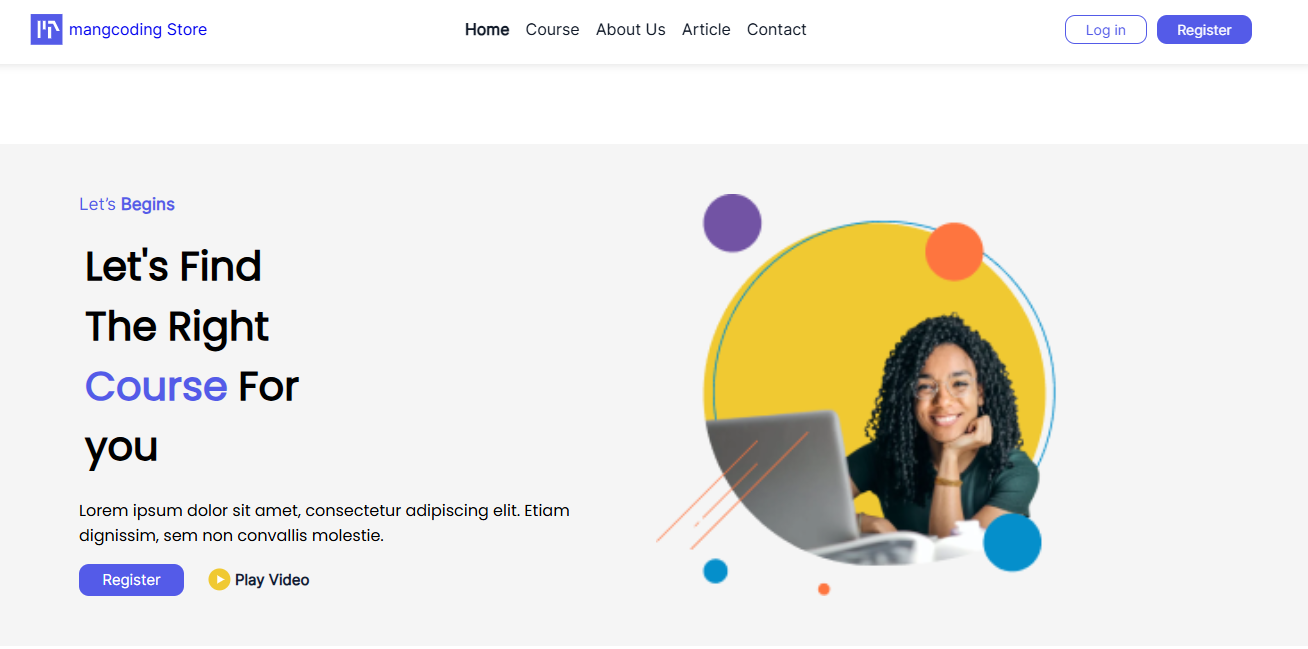 mangcoding Store
Home Course About Us Article Contact
Log in Register
Let’s Begins
Let's Find
The Right
Course For
you
Lorem ipsum dolor sit amet, consectetur adipiscing elit. Etiam
dignissim, sem non convallis molestie.
Register Play Video